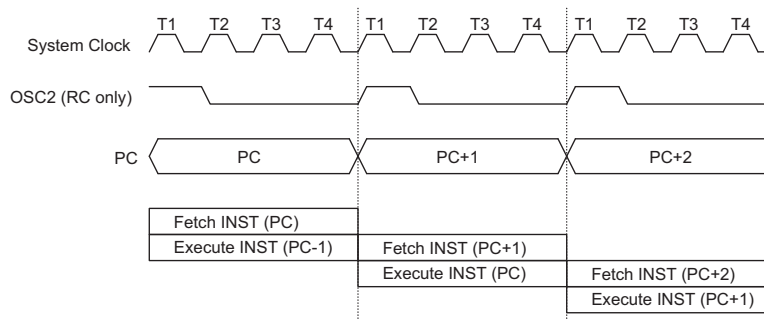 T1 T2 T3 T4 T1 T2 T3 T4 T1 T2 T3 T4
System Clock
OSC2 (RC only)
PC PC PC+1 PC+2
Fetch INST (PC)
Execute INST (PC-1) Fetch INST (PC+1)
Execute INST (PC) Fetch INST (PC+2)
Execute INST (PC+1)